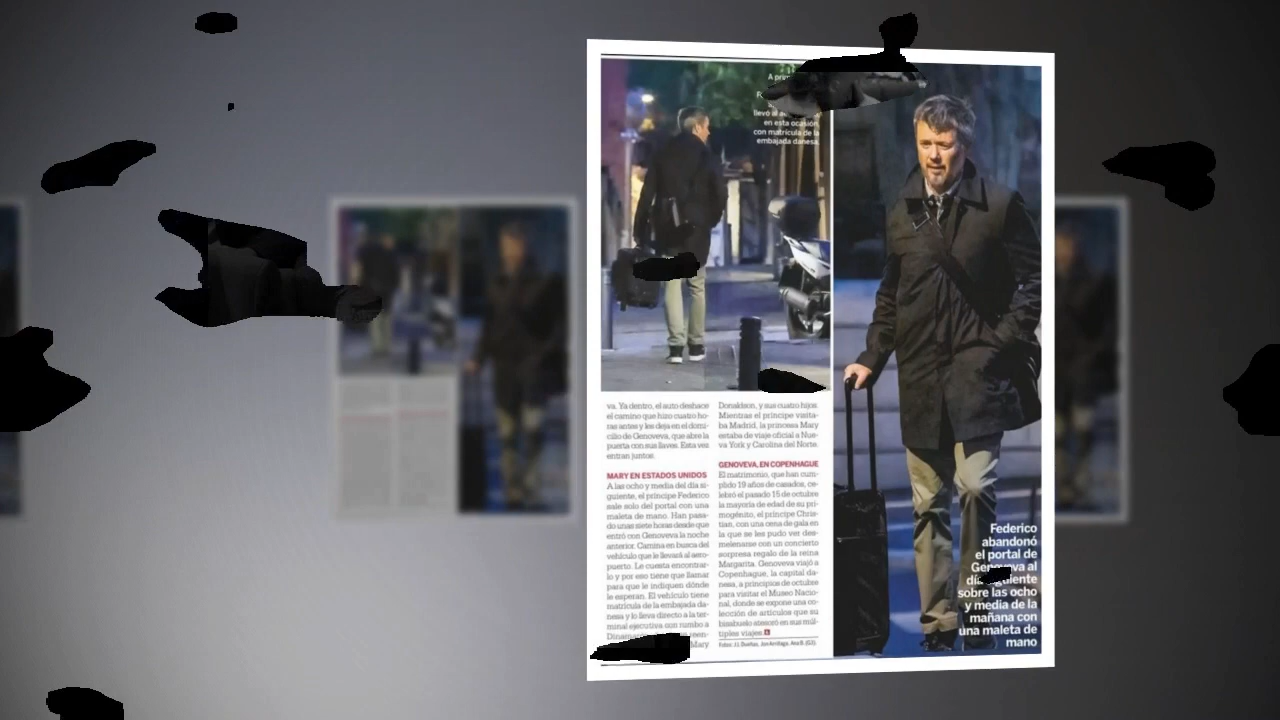 A
F
llevó al
en esta ocasión,
con matrícula de la
embajada danesa.
va. Ya dentro, el auto deshace
el camino que hizo cuatro ho-
ras antes y les deja en el domi-
cilio de Genoveva, que abre la
puerta con sus llaves. Esta vez
entran juntos.
MARY EN ESTADOS UNIDOS
A las ocho y media del día si-
guiente, el príncipe Federico
sale solo del portal con una
maleta de mano. Han pasa-
do unas siete horas desde que
entró con Genoveva la noche
anterior. Camina en busca del
vehículo que le llevará al aero-
puerto. Le cuesta encontrar-
lo y por eso tiene que llamar
para que le indiquen dónde
le esperan. El vehículo tiene
matrícula de la embajada da-
nesa y lo lleva directo a la ter-
minal ejecutiva con rumbo a
reen-
Mary
Donaldson, y sus cuatro hijos.
Mientras el príncipe visita-
ba Madrid, la princesa Mary
estaba de viaje oficial a Nue-
va York y Carolina del Norte.
GENOVEVA, EN COPENHAGUE
El matrimonio, que han cum-
plido 19 años de casados, ce-
lebró el pasado 15 de octubre
la mayoría de edad de su pri-
mogénito, el príncipe Chris-
tian, con una cena de gala en
la que se les pudo ver des-
melenarse con un concierto
sorpresa regalo de la reina
Margarita. Genoveva viajó a
Copenhague, la capital da-
nesa, a principios de octubre
para visitar el Museo Nacio-
nal, donde se expone una co-
lección de artículos que su
bisabuelo atesoró en sus múl-
tiples viajes.
Fotos: J.I. Dueñas, Jon Arriaga, Ana B. (GJ).
Federico
abandonó
el portal de
Genoveva al
día siguiente
sobre las ocho
y media de la
mañana con
una maleta de
mano